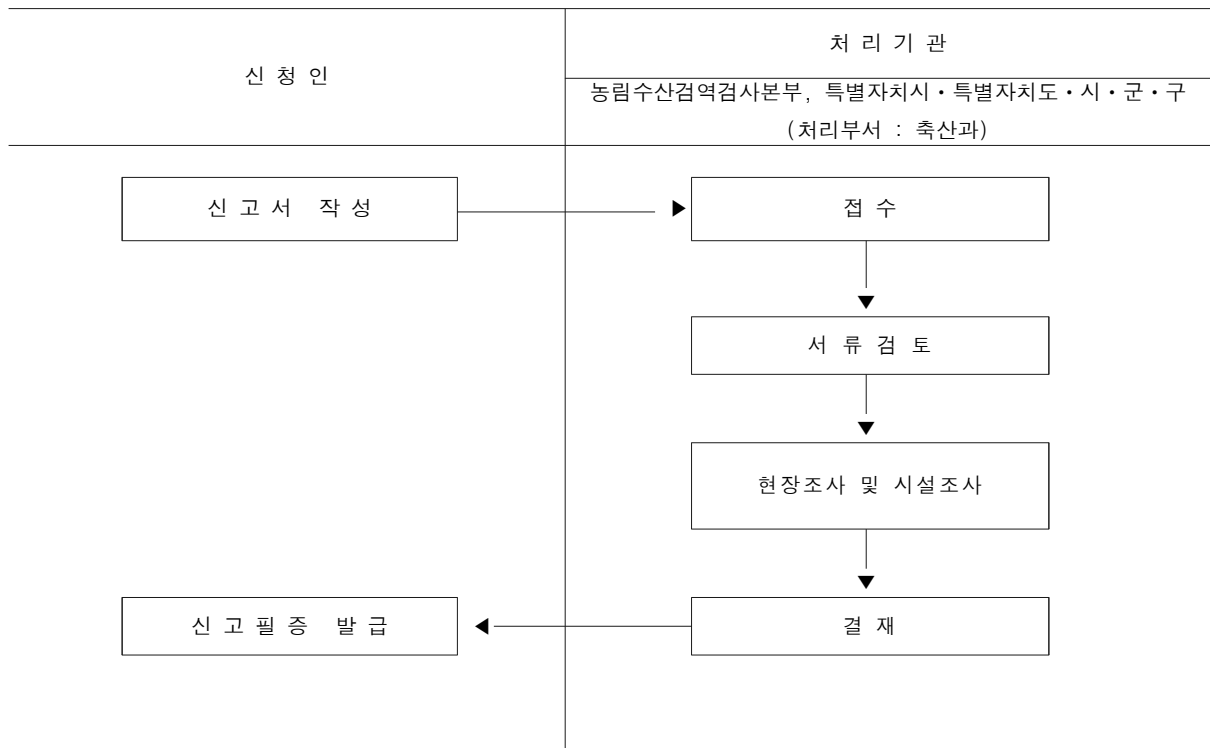 신 청 인
처 리 기 관
농림수산검역검사본부, 특별자치시・특별자치도・시・군・구
(처리부서 : 축산과)
신 고 서 작 성
접 수
서 류 검 토
현장조사 및 시설조사
신 고 필 증 발 급
결 재